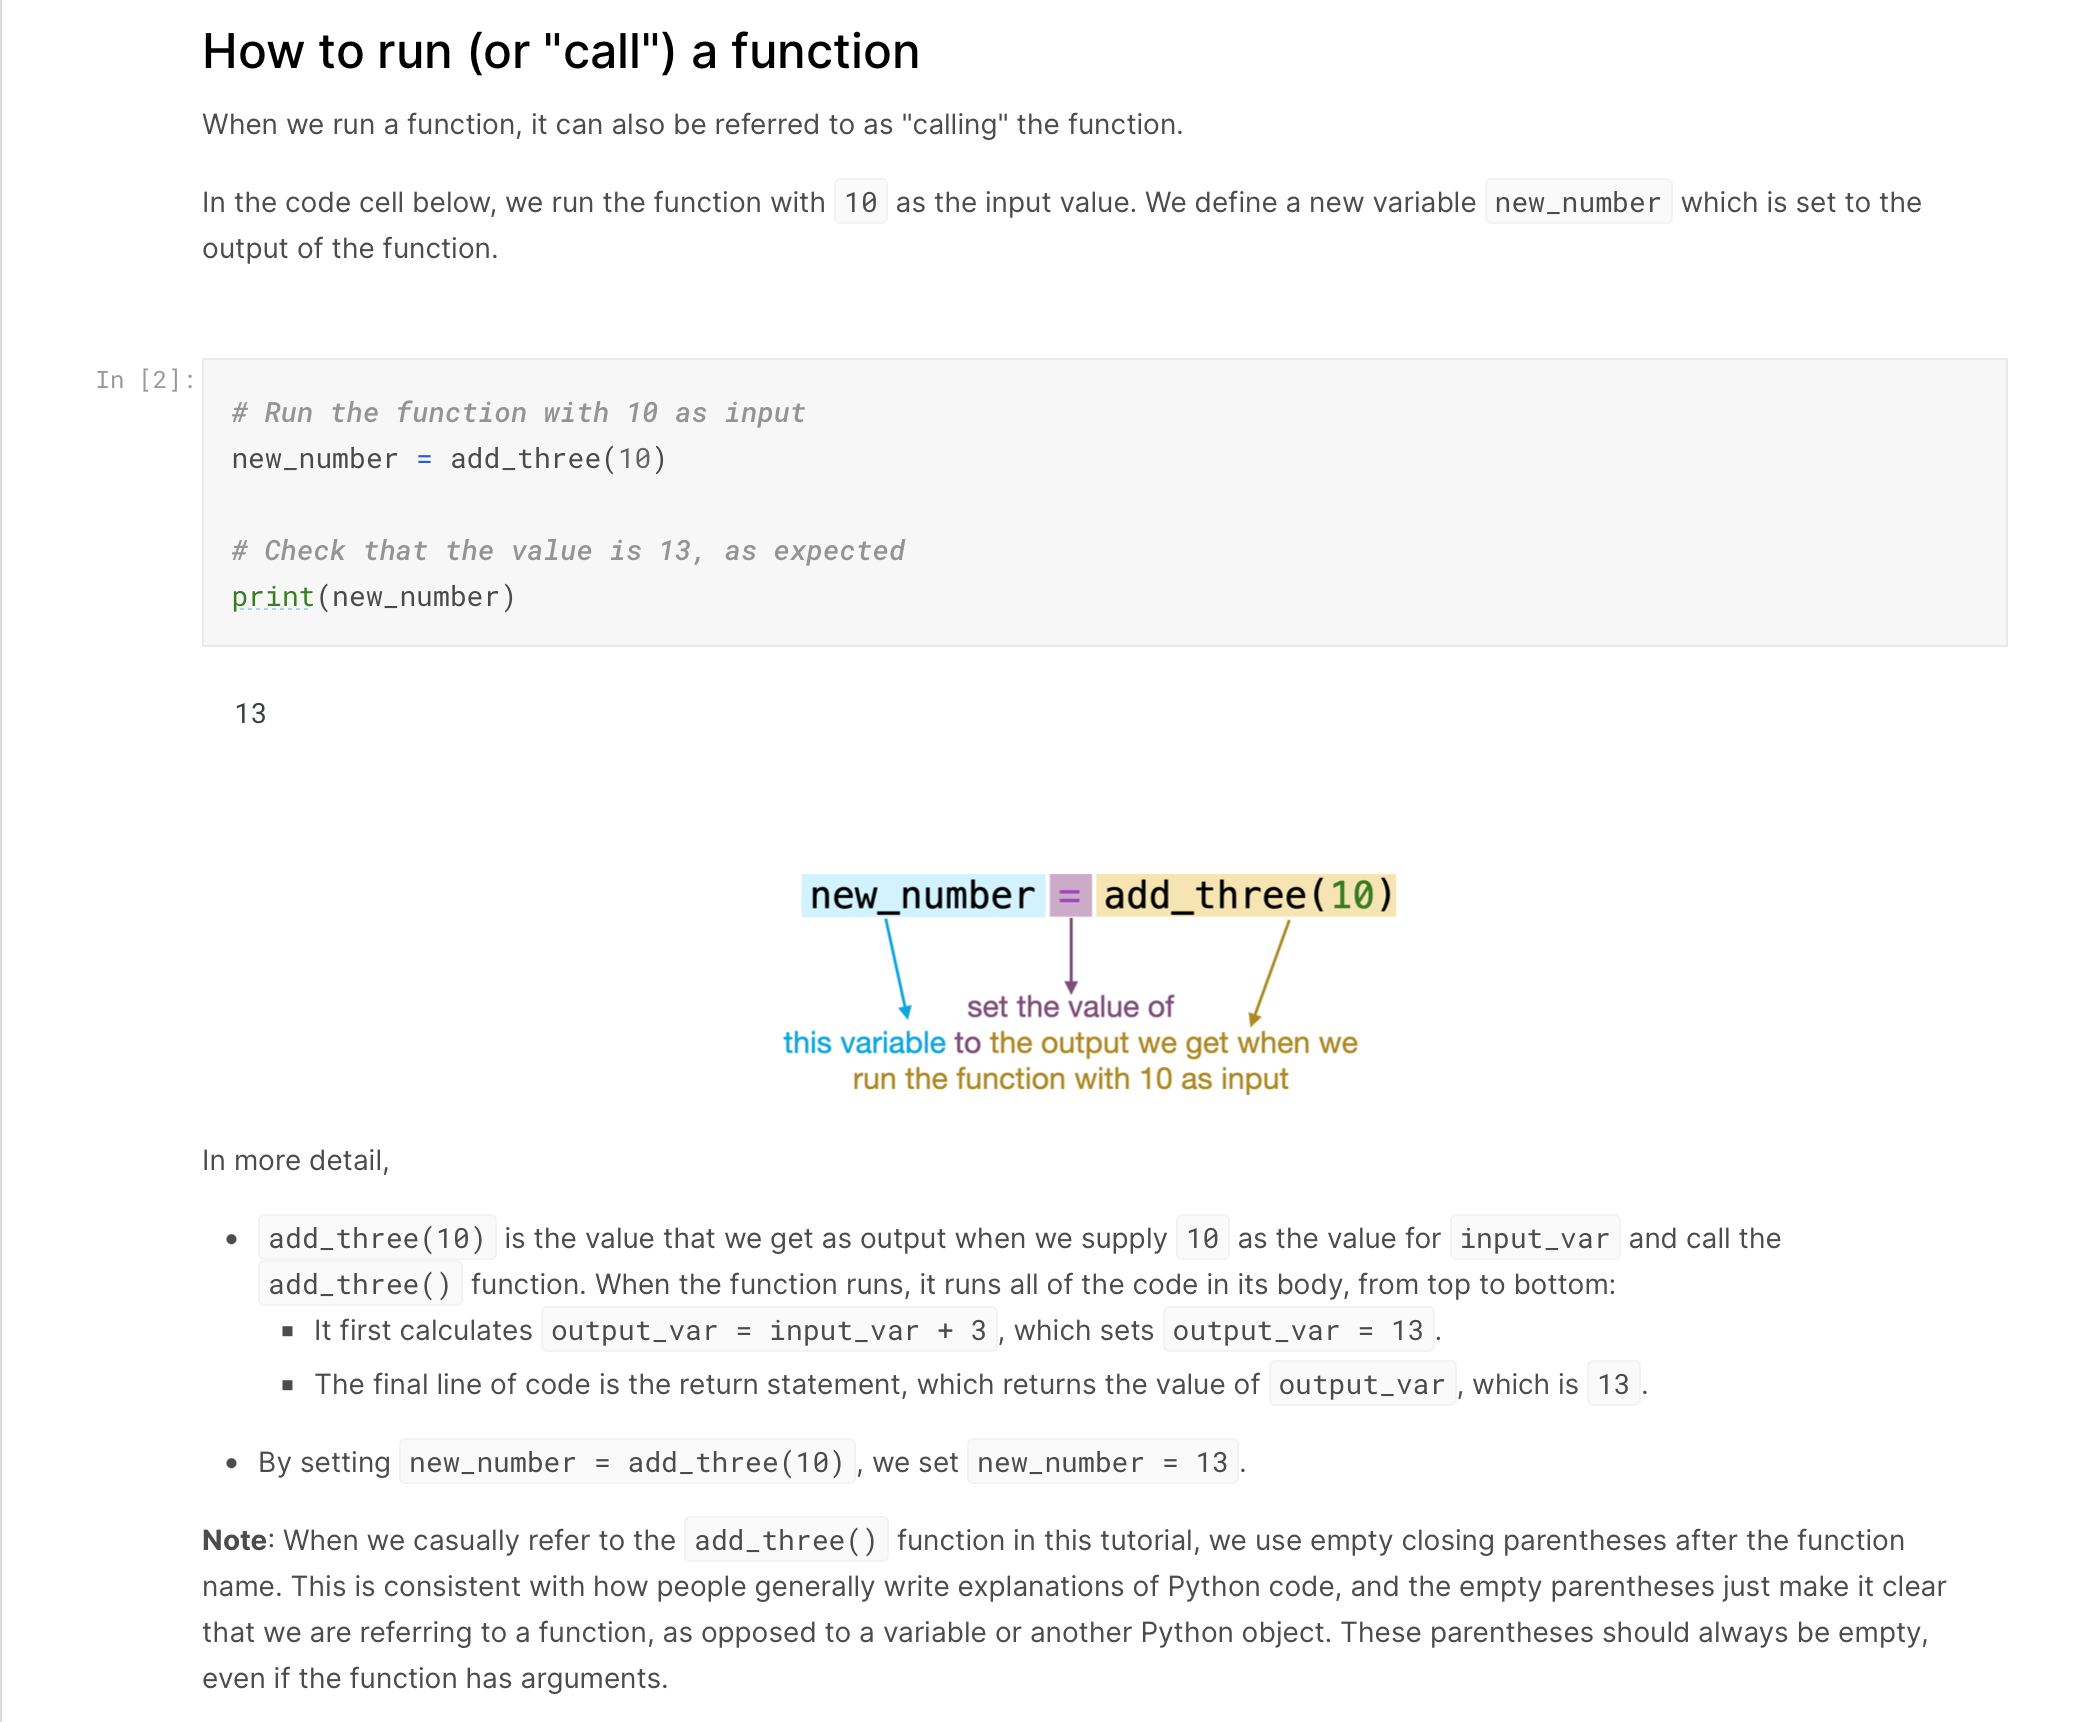 How to run (or "call") a function
When we run a function, it can also be referred to as "calling" the function.
In the code cell below, we run the function with 10 as the input value. We define a new variable new_number which is set to the
output of the function.
In [2]:
# Run the function with 10 as input
new_number = add_three(10)
# Check that the value is 13, as expected
print(new_number)
13
new_number = add_three(10)
set the value of
this variable to the output we get when we
run the function with 10 as input
In more detail,
• add_three(10) is the value that we get as output when we supply 10 as the value for input_var and call the
add_three() function. When the function runs, it runs all of the code in its body, from top to bottom:
▪ It first calculates output_var = input_var + 3, which sets output_var = 13.
▪ The final line of code is the return statement, which returns the value of output_var, which is 13.
• By setting new_number = add_three(10), we set new_number = 13.
Note: When we casually refer to the add_three() function in this tutorial, we use empty closing parentheses after the function
name. This is consistent with how people generally write explanations of Python code, and the empty parentheses just make it clear
that we are referring to a function, as opposed to a variable or another Python object. These parentheses should always be empty,
even if the function has arguments.